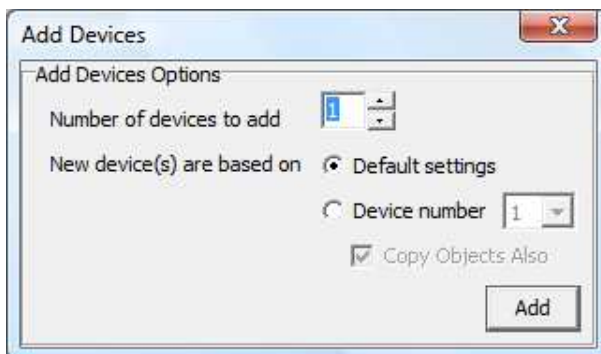 Add Devices
Add Devices Options
Number of devices to add 1
New device(s) are based on Default settings
Device number 1
Copy Objects Also
Add